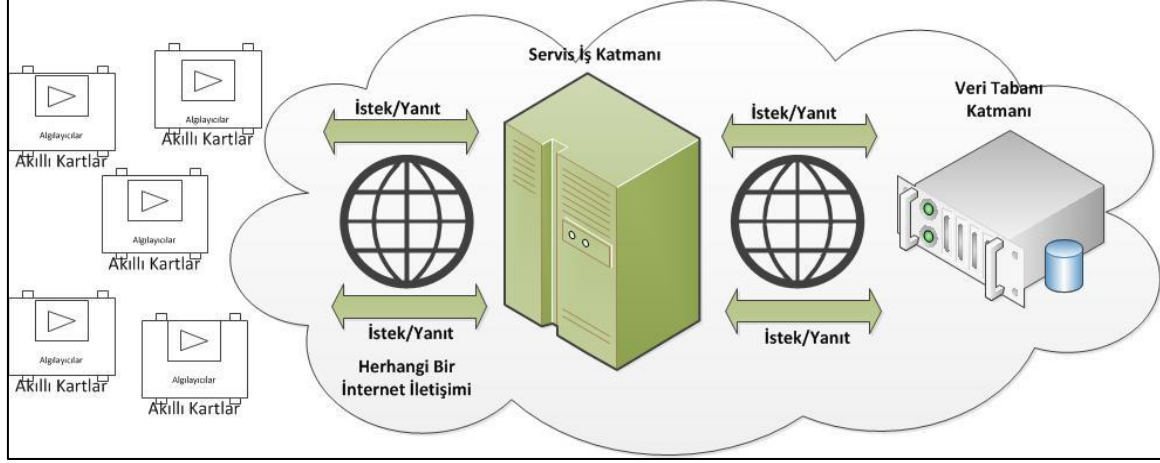 Algılayıcılar
Akıllı Kartlar
Algılayıcılar
Akıllı Kartlar
Algılayıcılar
Akıllı Kartlar
Algılayıcılar
Akıllı Kartlar
Algılayıcılar
Akıllı Kartlar
İstek/Yanıt
İstek/Yanıt
Herhangi Bir
İnternet İletişimi
Servis İş Katmanı
İstek/Yanıt
İstek/Yanıt
Veri Tabanı
Katmanı